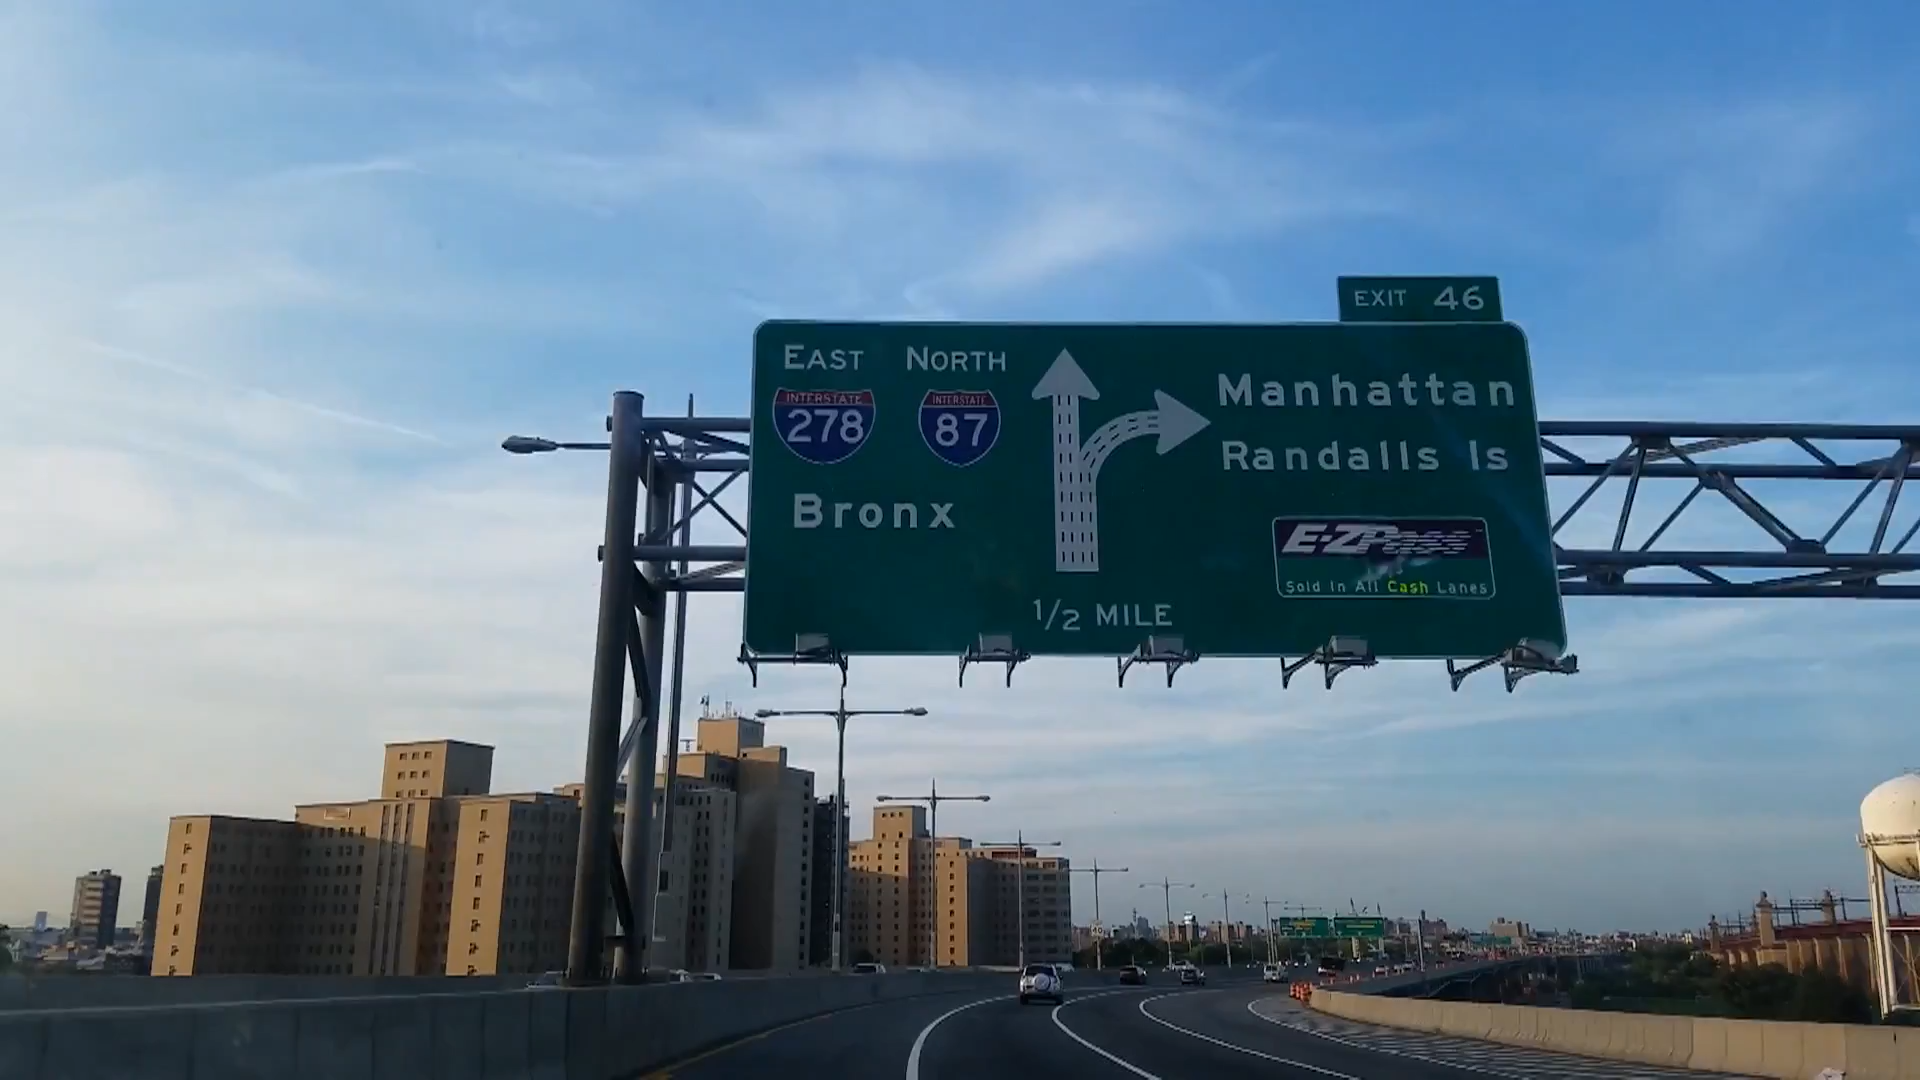 EXIT 46
EAST NORTH
INTERSTATE 278
INTERSTATE 87
Bronx
Manhattan
Randalls Is
E-ZPass
Sold In All Cash Lanes
1/2 MILE
40